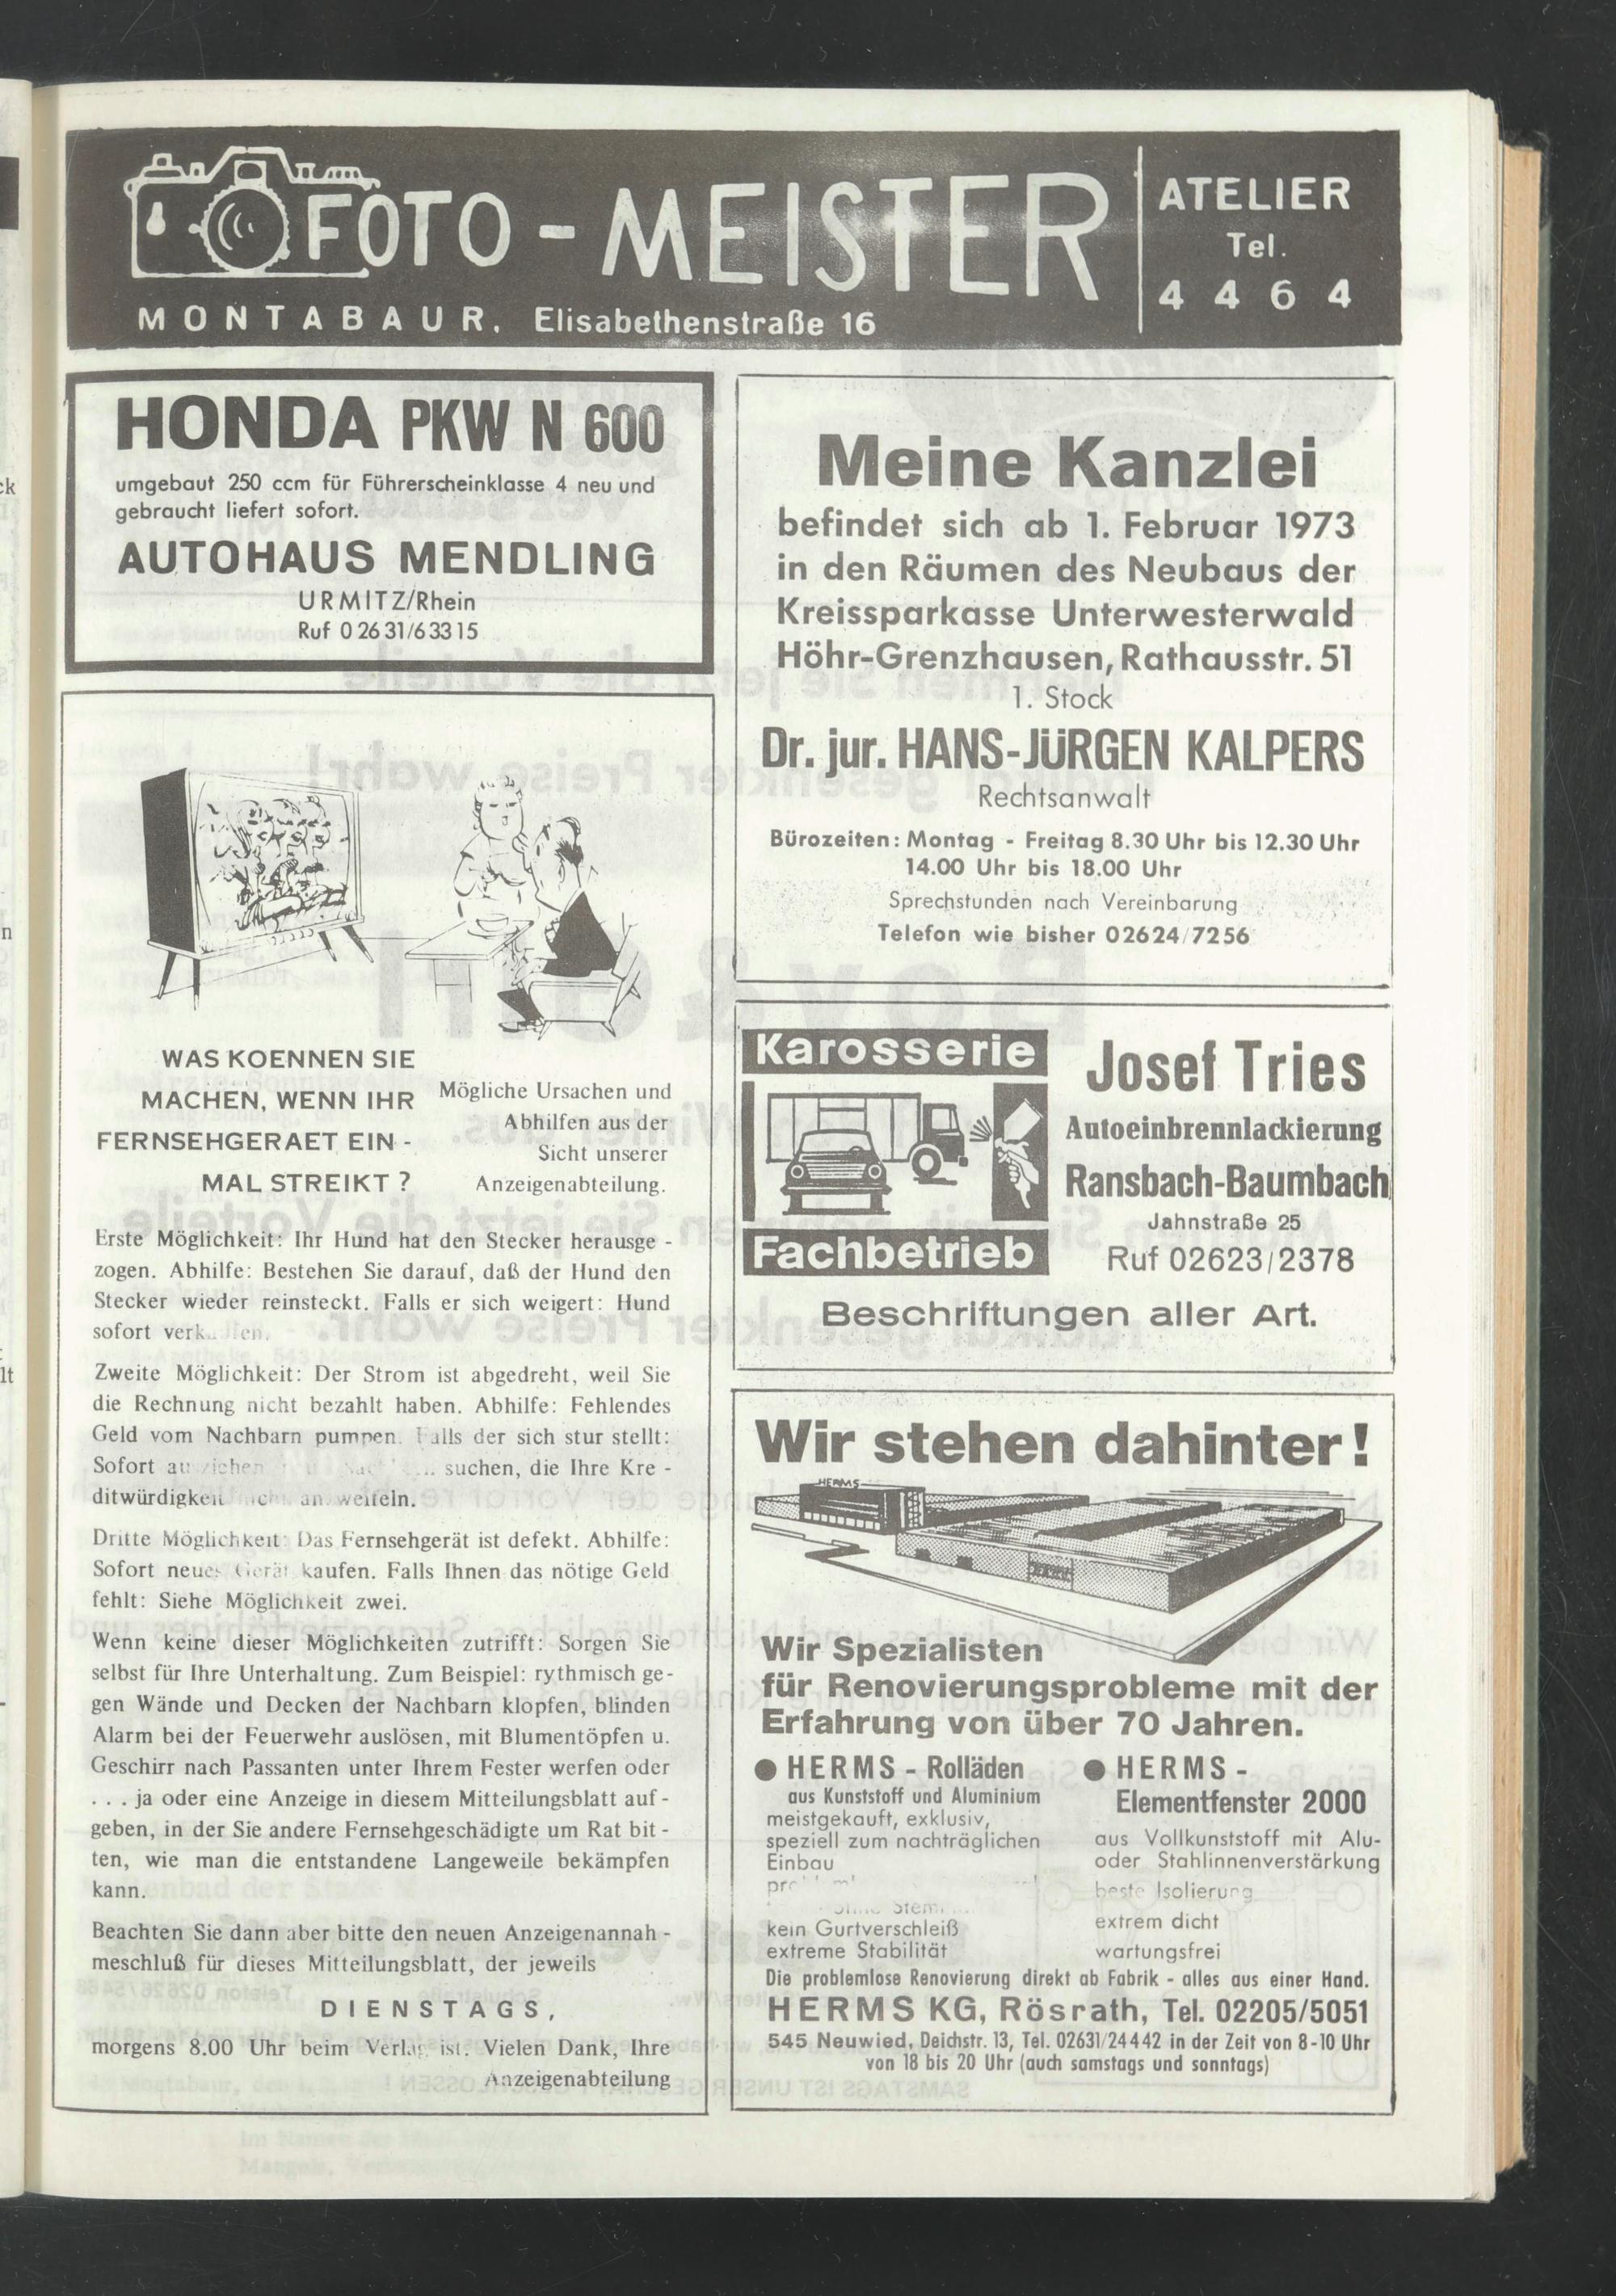 FOTO - MEISTER
MONTABAUR, Elisabethenstraße 16
ATELIER
Tel.
4 4 6 4
HONDA PKW N 600
umgebaut 250 ccm für Führerscheinklasse 4 neu und
gebraucht liefert sofort.
AUTOHAUS MENDLING
URMITZ/Rhein
Ruf 0 26 31/6 33 15
WAS KOENNEN SIE
MACHEN, WENN IHR
FERNSEHGERAET EIN -
MAL STREIKT ?
Mögliche Ursachen und
Abhilfen aus der
Sicht unserer
Anzeigenabteilung.
Erste Möglichkeit: Ihr Hund hat den Stecker herausge -
zogen. Abhilfe: Bestehen Sie darauf, daß der Hund den
Stecker wieder reinsteckt. Falls er sich weigert: Hund
sofort
Zweite Möglichkeit: Der Strom ist abgedreht, weil Sie
die Rechnung nicht bezahlt haben. Abhilfe: Fehlendes
Geld vom Nachbarn pumpen. Falls der sich stur stellt:
Sofort suchen, die Ihre Kre -
ditwürdigkeit
Dritte Möglichkeit: Das Fernsehgerät ist defekt. Abhilfe:
Sofort neues Gerät kaufen. Falls Ihnen das nötige Geld
fehlt: Siehe Möglichkeit zwei.
Wenn keine dieser Möglichkeiten zutrifft: Sorgen Sie
selbst für Ihre Unterhaltung. Zum Beispiel: rythmisch ge-
gen Wände und Decken der Nachbarn klopfen, blinden
Alarm bei der Feuerwehr auslösen, mit Blumentöpfen u.
Geschirr nach Passanten unter Ihrem Fester werfen oder
. . . ja oder eine Anzeige in diesem Mitteilungsblatt auf-
geben, in der Sie andere Fernsehgeschädigte um Rat bit -
ten, wie man die entstandene Langeweile bekämpfen
kann.
Beachten Sie dann aber bitte den neuen Anzeigenannah -
meschluß für dieses Mitteilungsblatt, der jeweils
DIENSTAGS,
morgens 8.00 Uhr beim Verlag ist. Vielen Dank, Ihre
Anzeigenabteilung
Meine Kanzlei
befindet sich ab 1. Februar 1973
in den Räumen des Neubaus der
Kreissparkasse Unterwesterwald
Höhr-Grenzhausen, Rathausstr. 51
1. Stock
Dr. jur. HANS-JÜRGEN KALPERS
Rechtsanwalt
Bürozeiten: Montag - Freitag 8.30 Uhr bis 12.30 Uhr
14.00 Uhr bis 18.00 Uhr
Sprechstunden nach Vereinbarung
Telefon wie bisher 02624/7256
Karosserie
Fachbetrieb
Josef Tries
Autoeinbrennlackierung
Ransbach-Baumbach
Jahnstraße 25
Ruf 02623/2378
Beschriftungen aller Art.
Wir stehen dahinter!
HERMS
Wir Spezialisten
für Renovierungsprobleme mit der
Erfahrung von über 70 Jahren.
● HERMS - Rolläden
aus Kunststoff und Aluminium
meistgekauft, exklusiv,
speziell zum nachträglichen
Einbau
kein Gurtverschleiß
extreme Stabilität
● HERMS -
Elementfenster 2000
aus Vollkunststoff mit Alu-
oder Stahlinnenverstärkung
beste Isolierung
extrem dicht
wartungsfrei
Die problemlose Renovierung direkt ab Fabrik - alles aus einer Hand.
HERMS KG, Rösrath, Tel. 02205/5051
545 Neuwied, Deichstr. 13, Tel. 02631/24442 in der Zeit von 8-10 Uhr
von 18 bis 20 Uhr (auch samstags und sonntags)